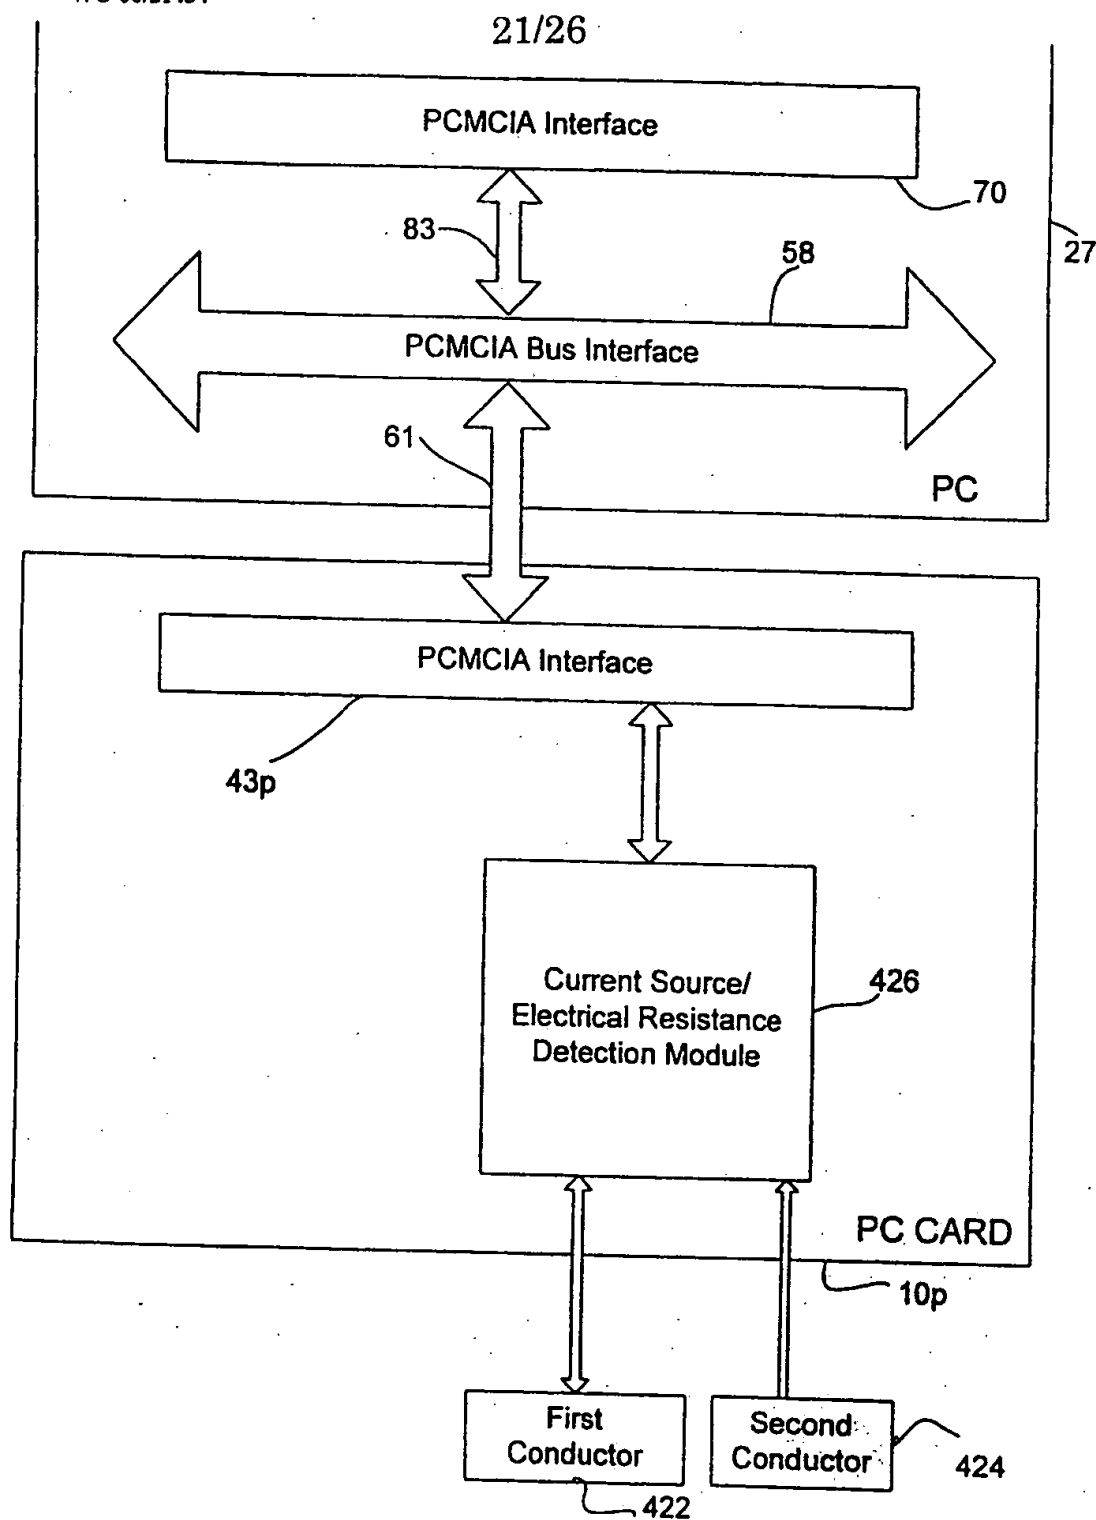 21/26
PCMCIA Interface
70
83
27
58
PCMCIA Bus Interface
61
PC
PCMCIA Interface
43p
Current Source/
Electrical Resistance
Detection Module
426
PC CARD
10p
First
Conductor
Second
Conductor
424
422